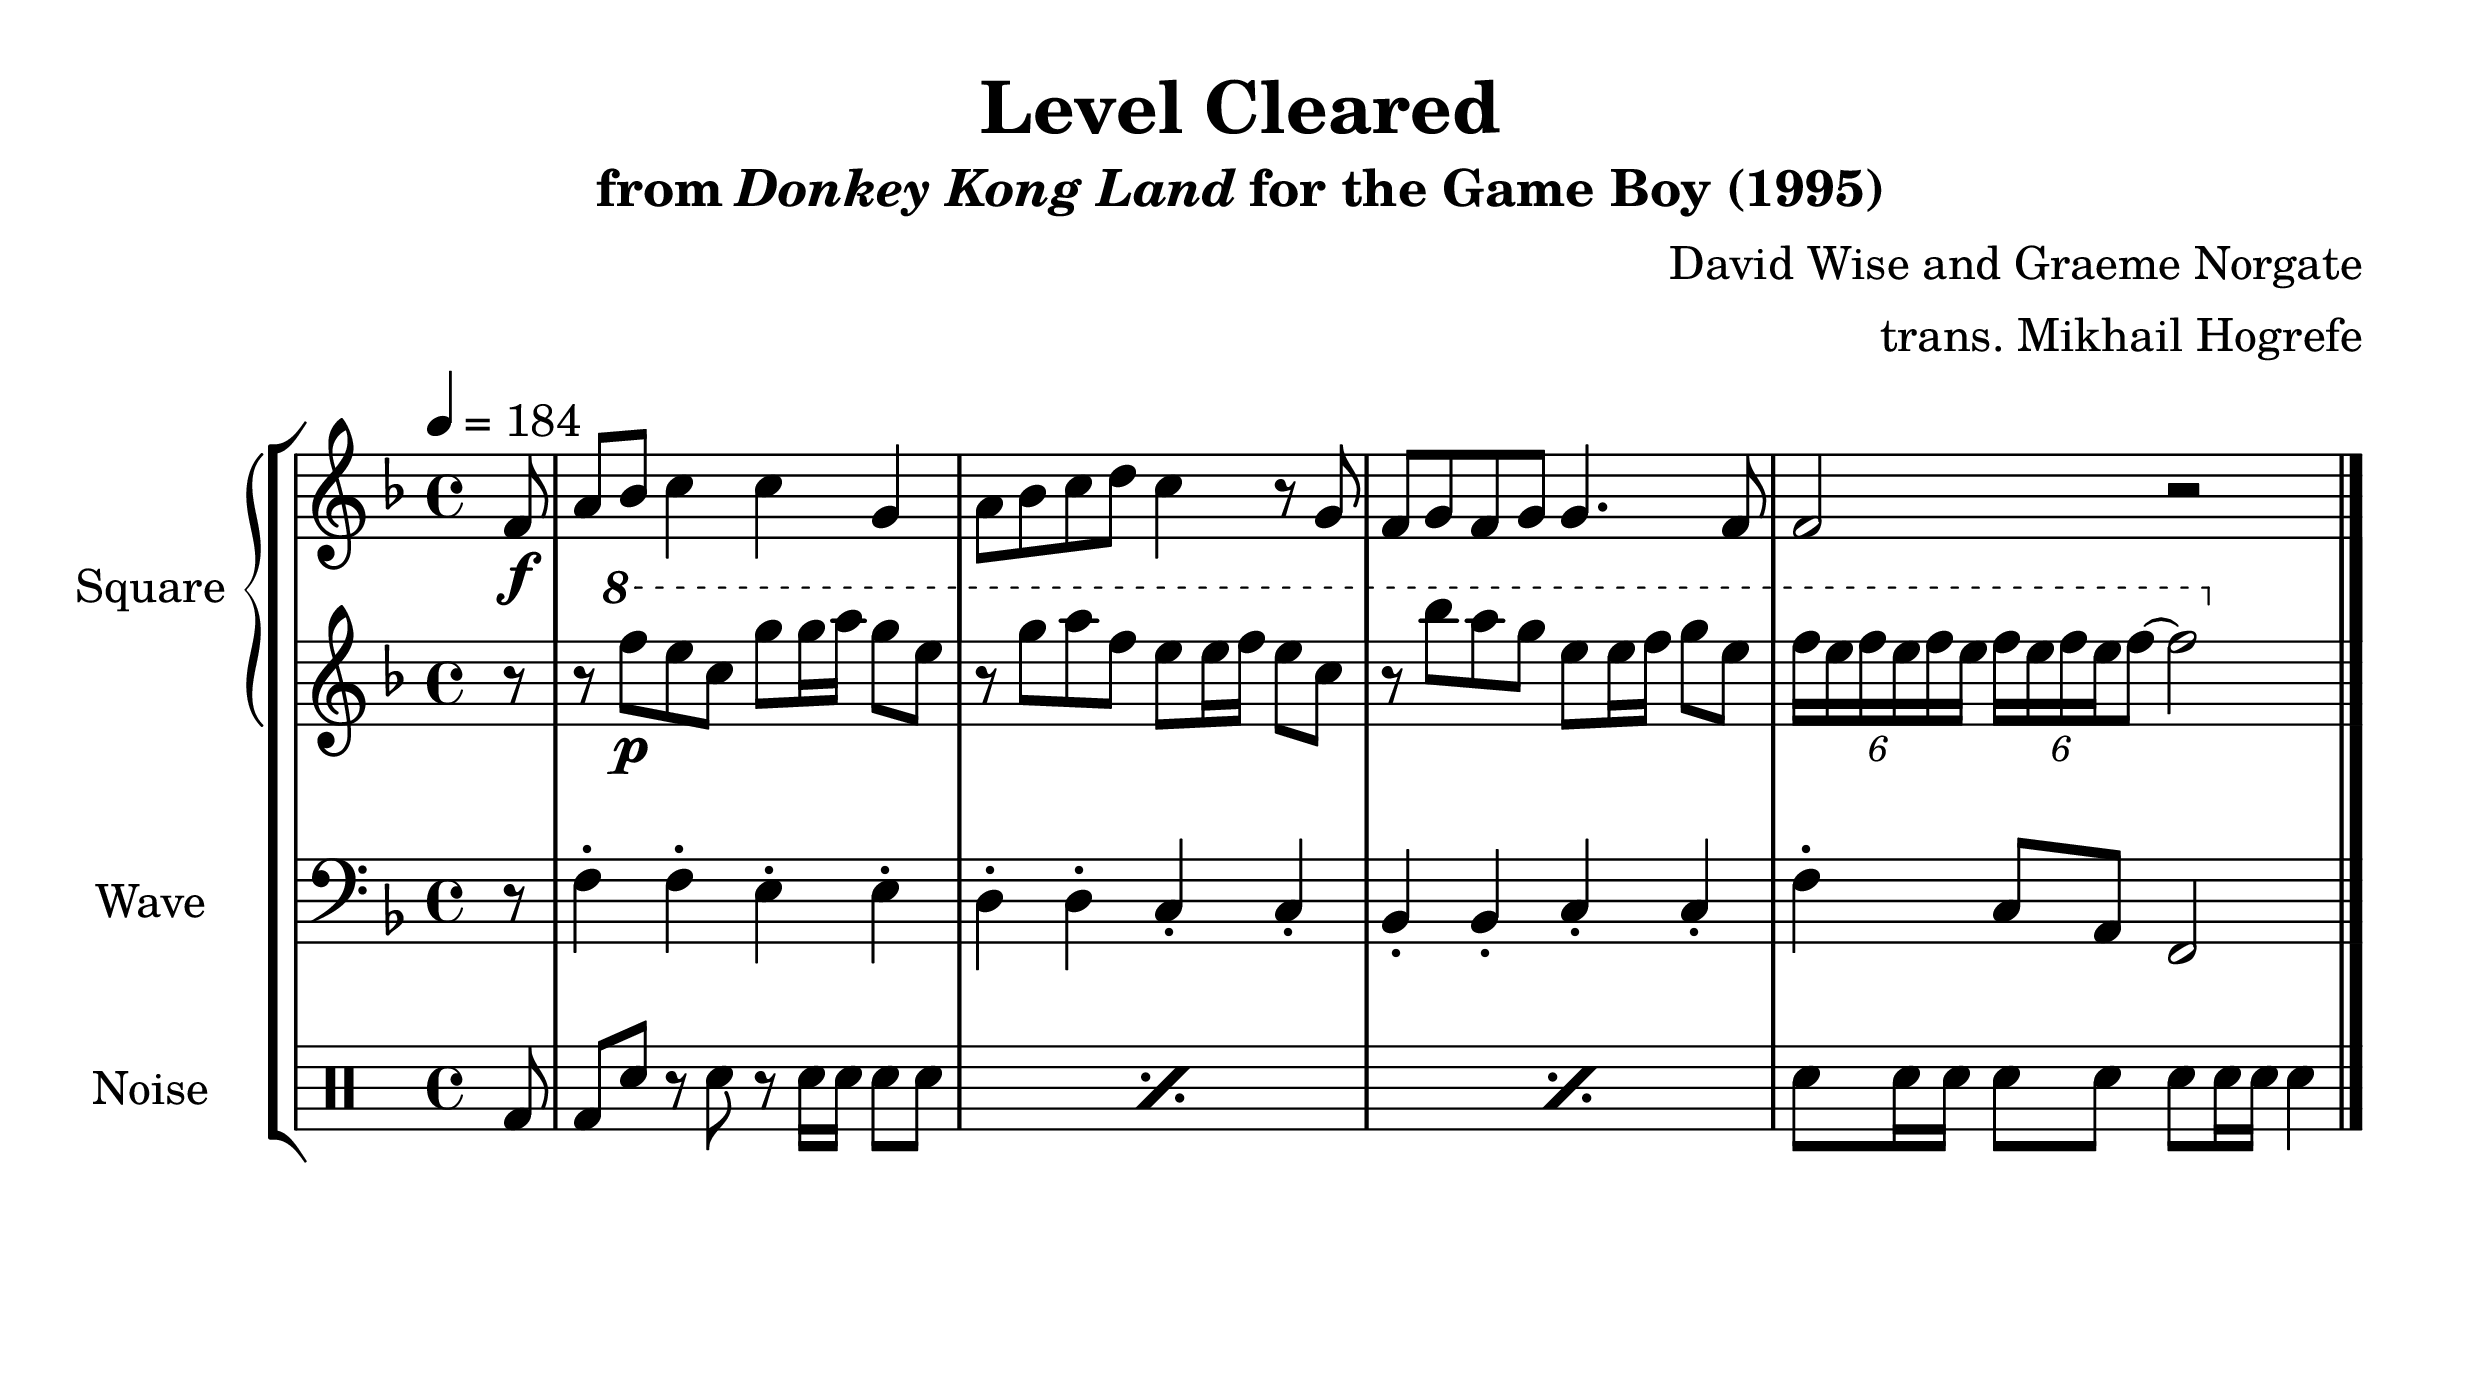 Level Cleared
from Donkey Kong Land for the Game Boy (1995)
David Wise and Graeme Norgate
trans. Mikhail Hogrefe
= 184
f
Square
8
p
6 6
Wave
Noise